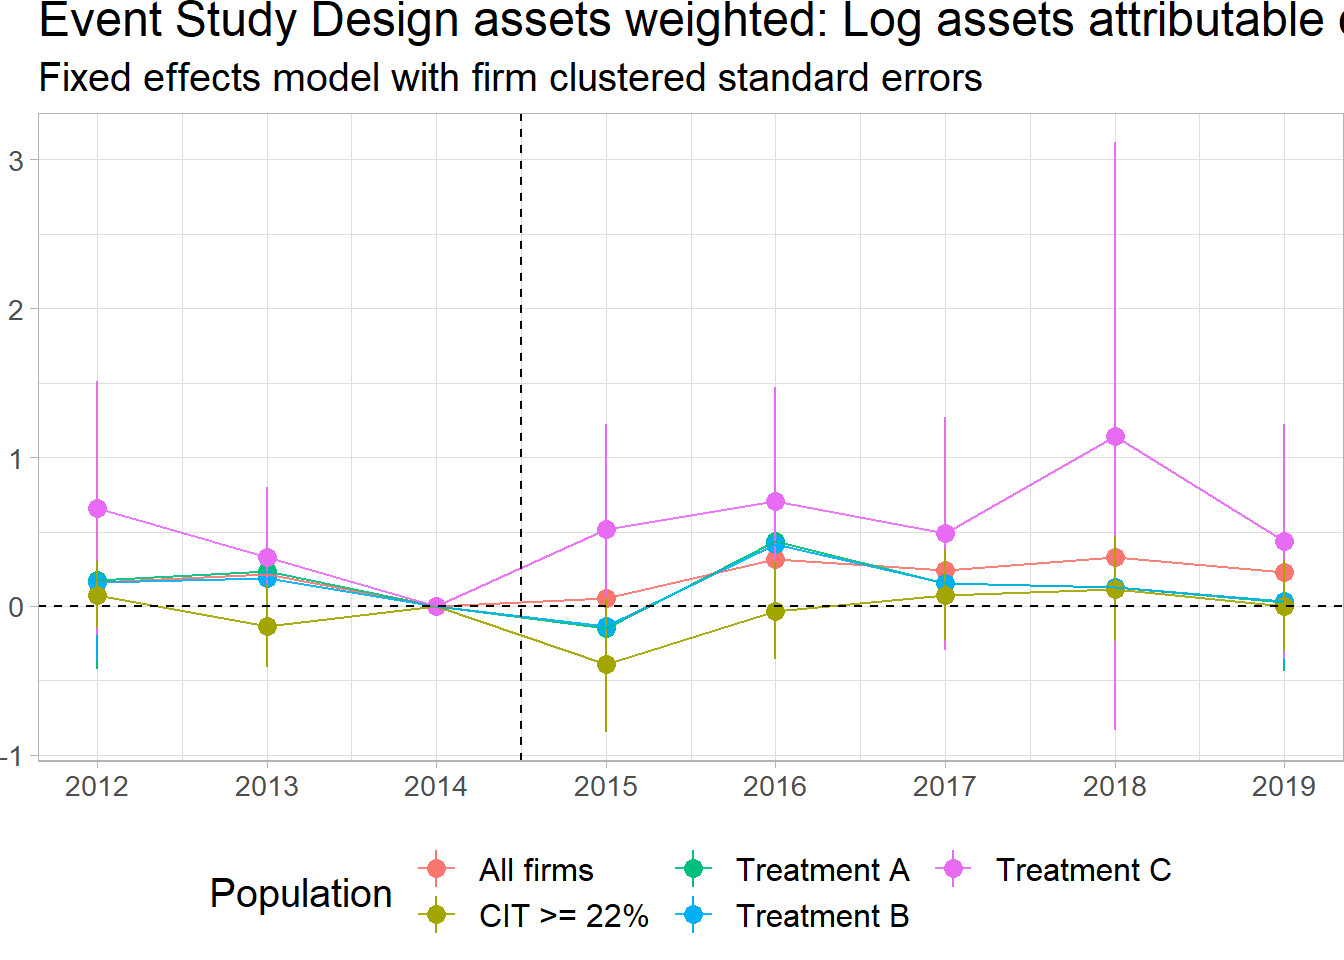 Event Study Design assets weighted: Log assets attributable
Fixed effects model with firm clustered standard errors
3
2
1
0
-1
2012 2013 2014 2015 2016 2017 2018 2019
Population
All firms Treatment A Treatment C
CIT >= 22% Treatment B